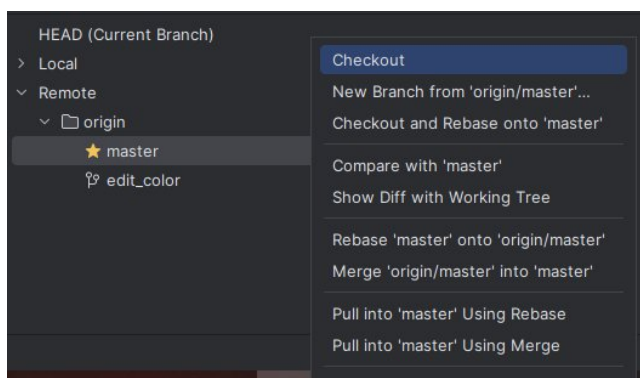 HEAD (Current Branch)
Local
Remote
origin
master
edit_color
Checkout
New Branch from 'origin/master'...
Checkout and Rebase onto 'master'
Compare with 'master'
Show Diff with Working Tree
Rebase 'master' onto 'origin/master'
Merge 'origin/master' into 'master'
Pull into 'master' Using Rebase
Pull into 'master' Using Merge